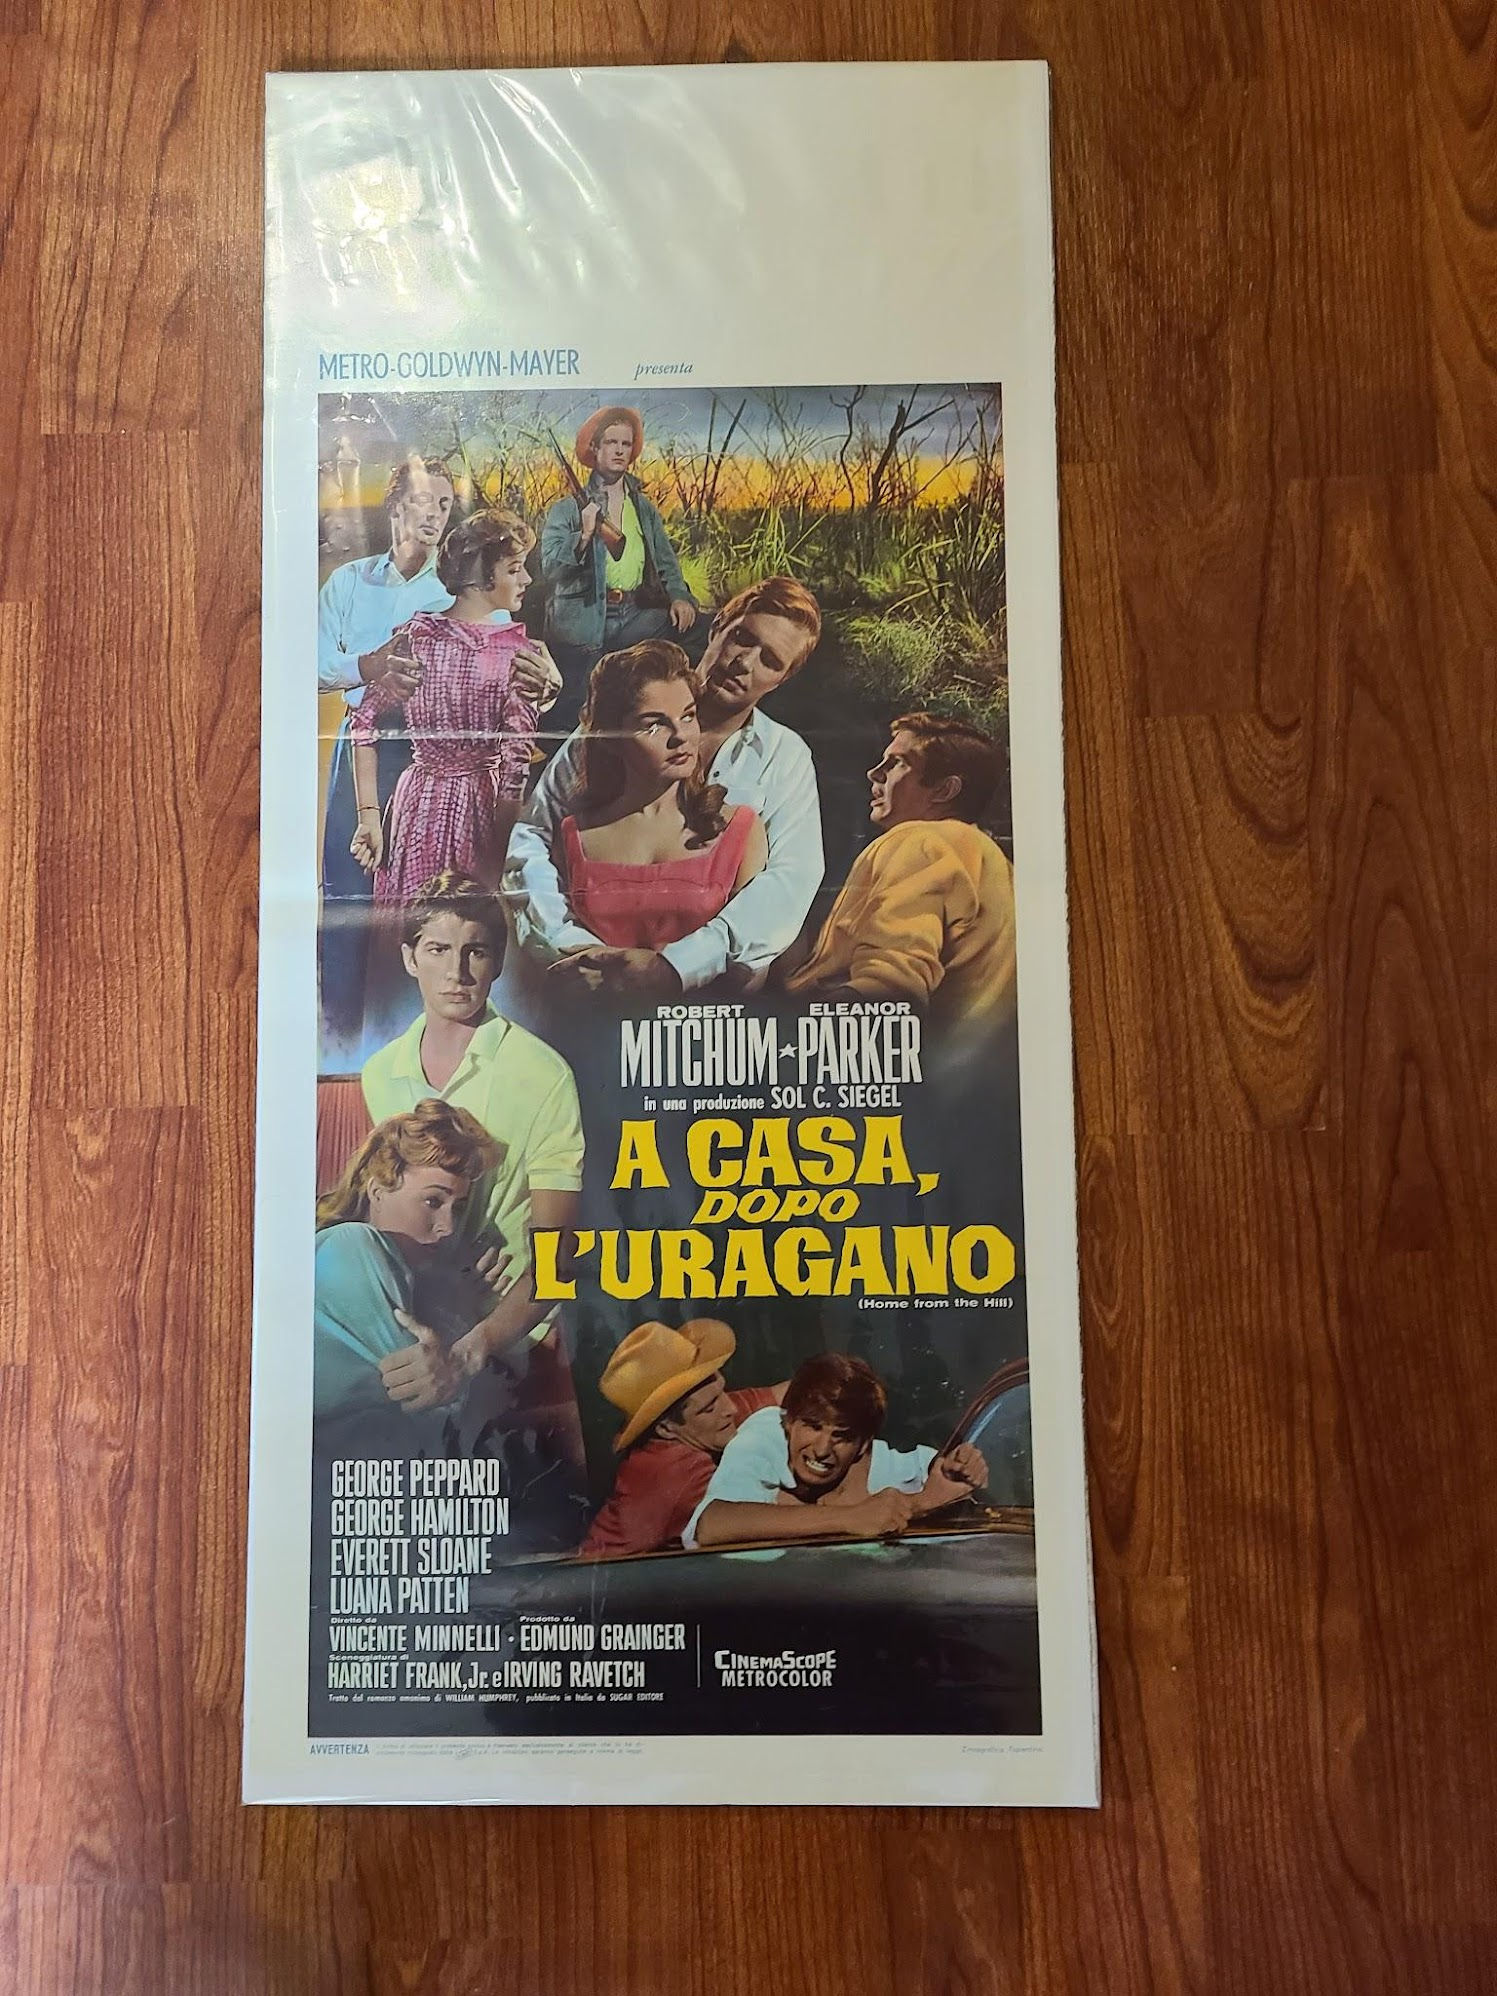 METRO-GOLDWYN-MAYER presenta
ROBERT ELEANOR
MITCHUM ★ PARKER
in una produzione SOL C. SIEGEL
A CASA,
DOPO
L'URAGANO
(Home from the Hill)
GEORGE PEPPARD
GEORGE HAMILTON
EVERETT SLOANE
LUANA PATTEN
Diretto da Prodotto da
VINCENTE MINNELLI · EDMUND GRAINGER
Sceneggiatura di
HARRIET FRANK, Jr. e IRVING RAVETCH
Tratto dal romanzo omonimo di WILLIAM HUMPHREY, pubblicato in Italia da SUGAR EDITORE
CINEMASCOPE
METROCOLOR
AVVERTENZA